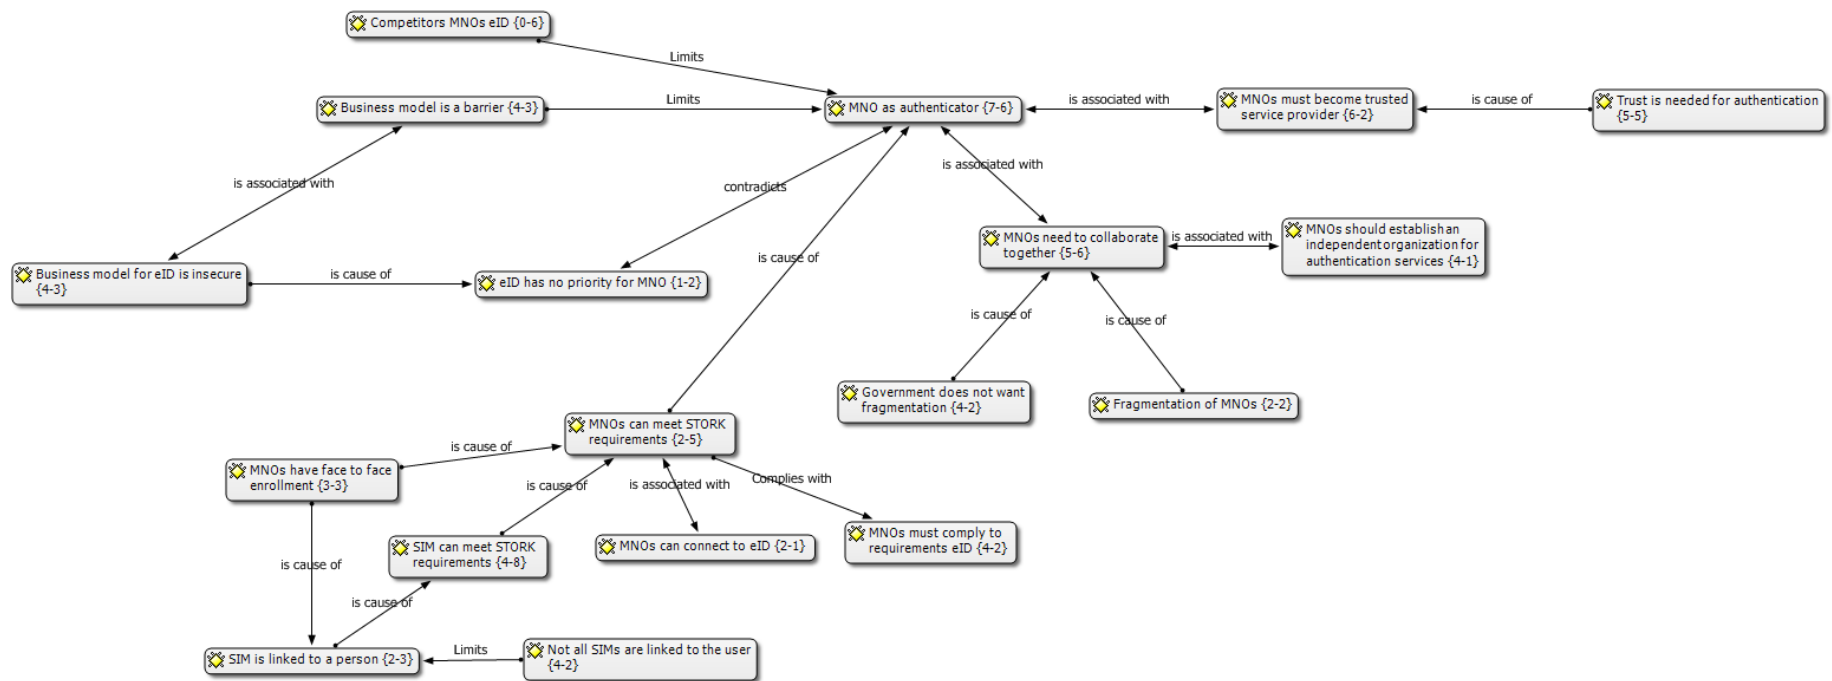 Competitors MNOs eID {0-6}
Limits
Business model is a barrier {4-3}
Limits
MNO as authenticator {7-6}
is associated with
MNOs must become trusted
service provider {6-2}
is cause of
Trust is needed for authentication
{5-5}
is associated with
contradicts
is associated with
is cause of
MNOs need to collaborate
together {5-6}
is associated with
MNOs should establish an
independent organization for
authentication services {4-1}
Business model for eID is insecure
{4-3}
is cause of
eID has no priority for MNO {1-2}
is cause of
is cause of
Government does not want
fragmentation {4-2}
Fragmentation of MNOs {2-2}
MNOs can meet STORK
requirements {2-5}
is cause of
MNOs have face to face
enrollment {3-3}
is cause of
is associated with
Complies with
SIM can meet STORK
requirements {4-8}
MNOs can connect to eID {2-1}
MNOs must comply to
requirements eID {4-2}
is cause of
is cause of
SIM is linked to a person {2-3}
Limits
Not all SIMs are linked to the user
{4-2}